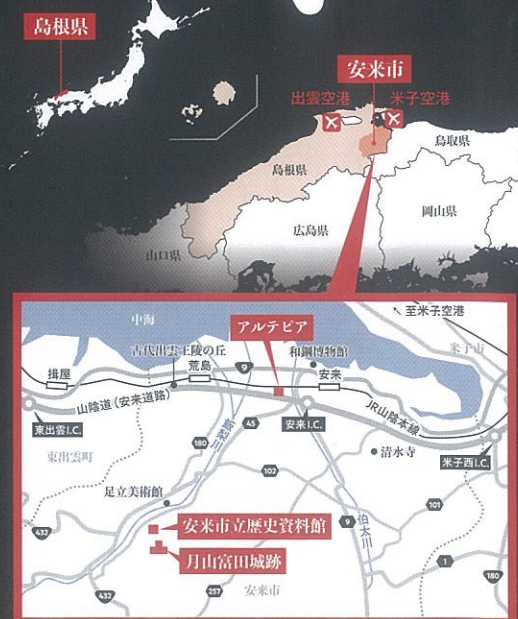 島根県
安来市
出雲空港
米子空港
鳥取県
島根県
岡山県
広島県
山口県
至米子空港
中海
アルテピア
米子市
古代出雲王陵の丘
和鋼博物館
荒島
9
揖屋
安来
山陰道(安来道路)
JR山陰本線
東出雲I.C.
180
45
飯梨川
安来I.C.
清水寺
米子西I.C.
東出雲町
102
足立美術館
101
432
安来市立歴史資料館
9
伯太川
月山富田城跡
1
180
432
257
安来市